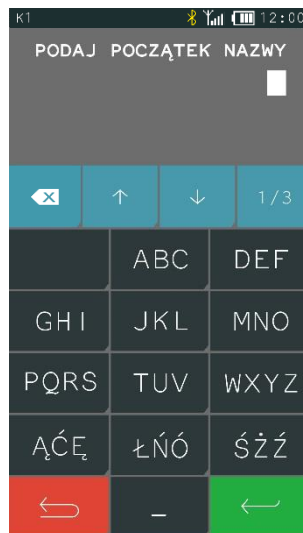 K1 12:00
PODAJ POCZĄTEK NAZWY
1/3
ABC DEF
GHI JKL MNO
PQRS TUV WXYZ
ĄĆĘ ŁŃÓ ŚŻŹ
_